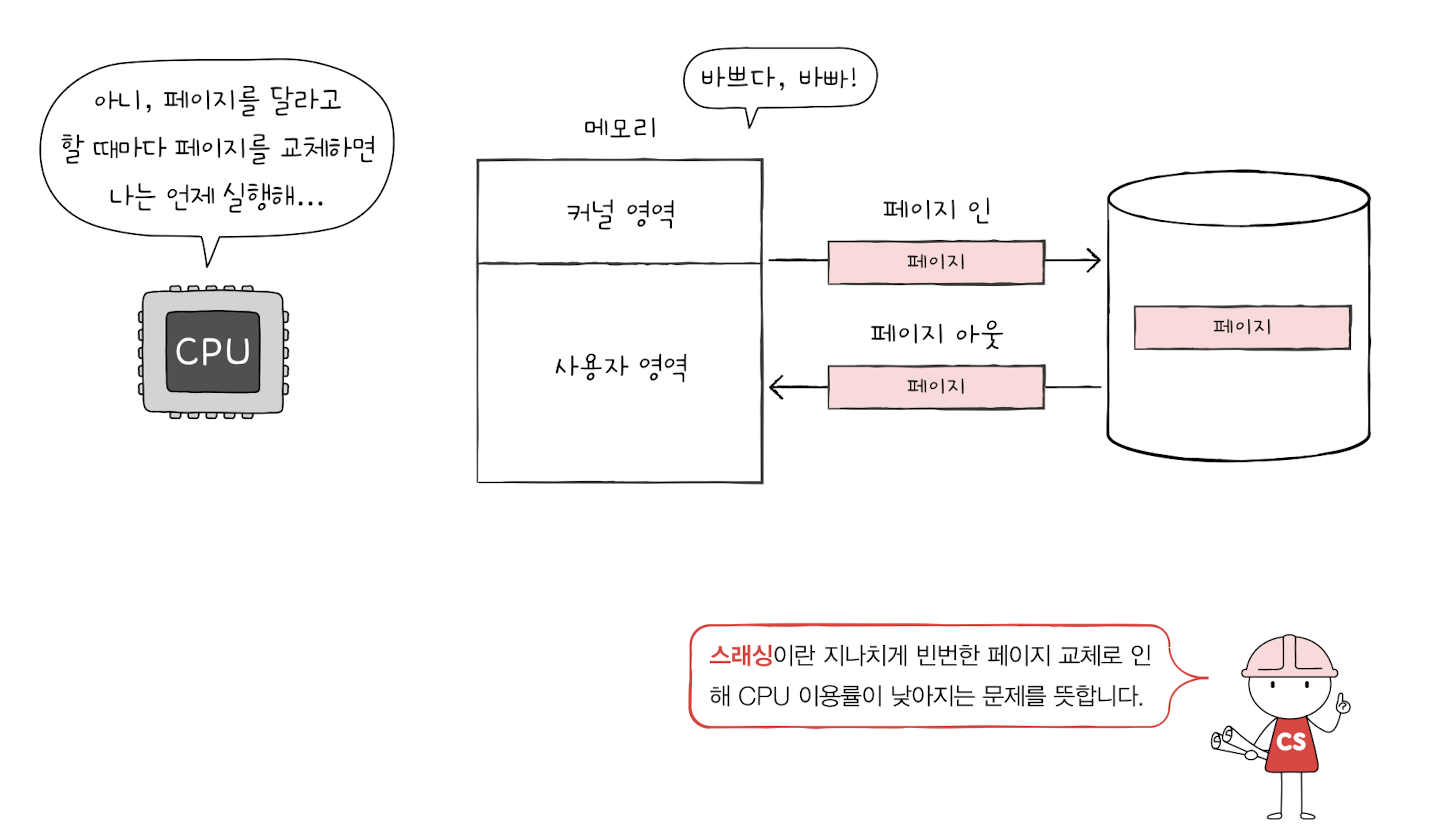 아니, 페이지를 달라고
할 때마다 페이지를 교체하면
나는 언제 실행해...
CPU
바쁘다, 바빠!
메모리
커널 영역
사용자 영역
페이지 인
페이지
페이지 아웃
페이지
페이지
스래싱이란 지나치게 빈번한 페이지 교체로 인
해 CPU 이용률이 낮아지는 문제를 뜻합니다.
CS